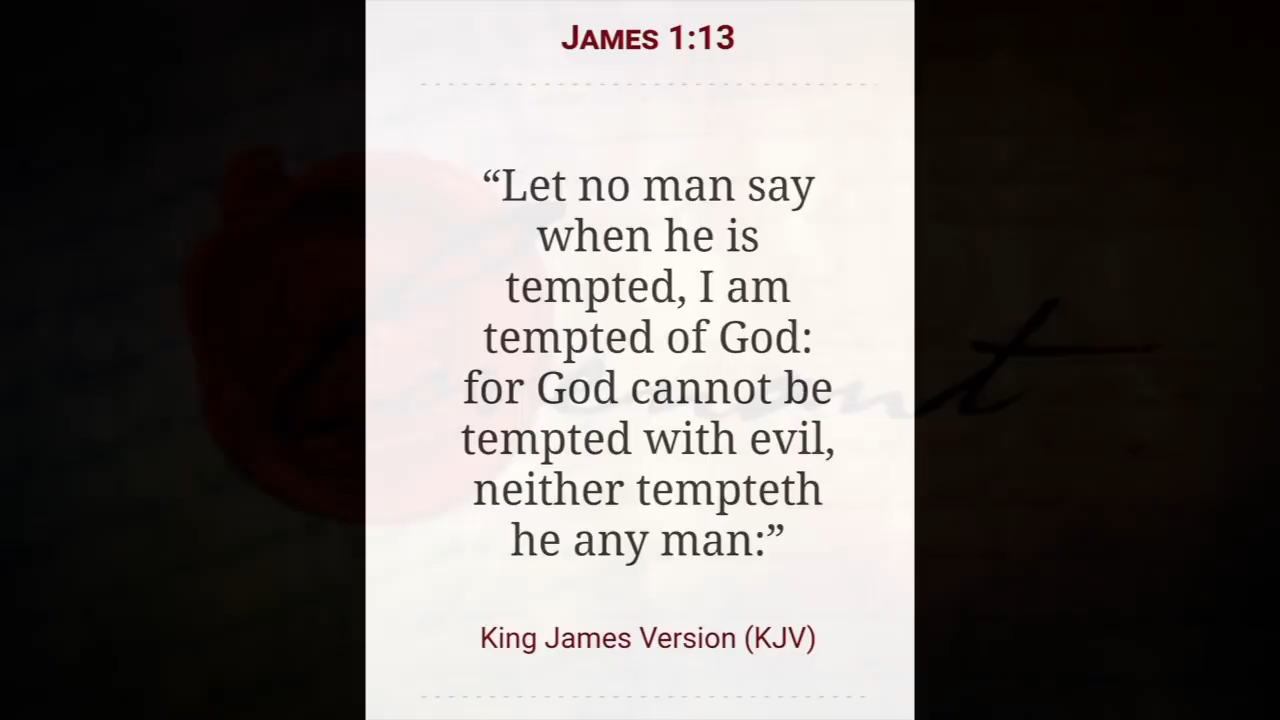 JAMES 1:13
“Let no man say
when he is
tempted, I am
tempted of God:
for God cannot be
tempted with evil,
neither tempteth
he any man:”
King James Version (KJV)